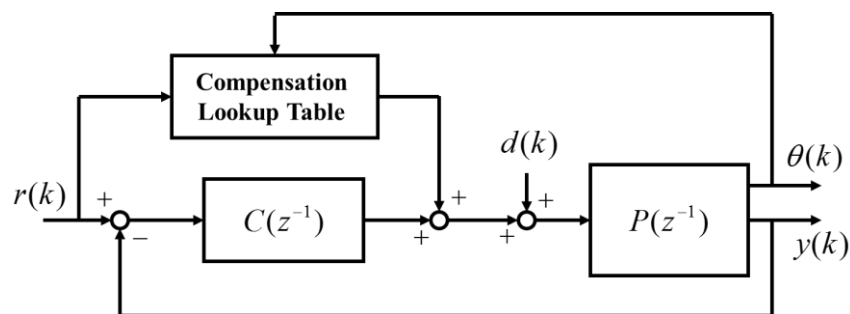 Compensation
Lookup Table
d(k)
θ(k)
r(k)
+
−
C(z⁻¹)
+
+
+
+
P(z⁻¹)
y(k)